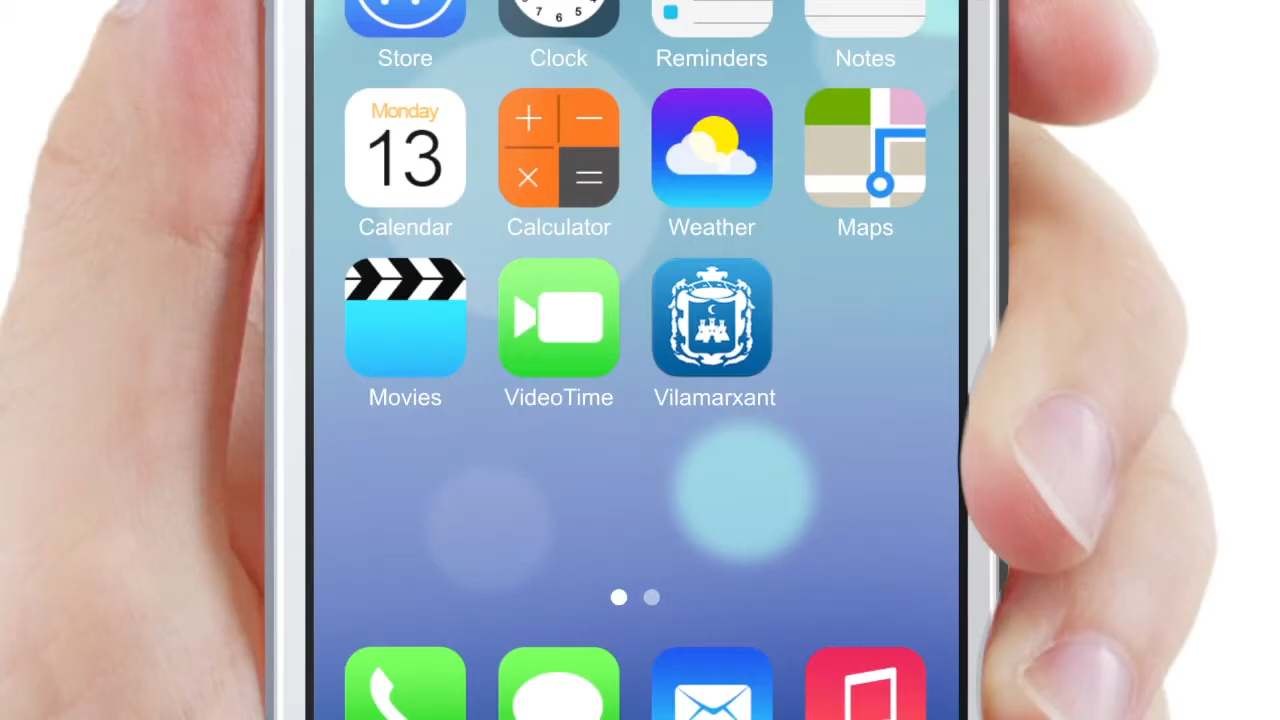 Store Clock Reminders Notes
Monday
13
Calendar Calculator Weather Maps
Movies VideoTime Vilamarxant